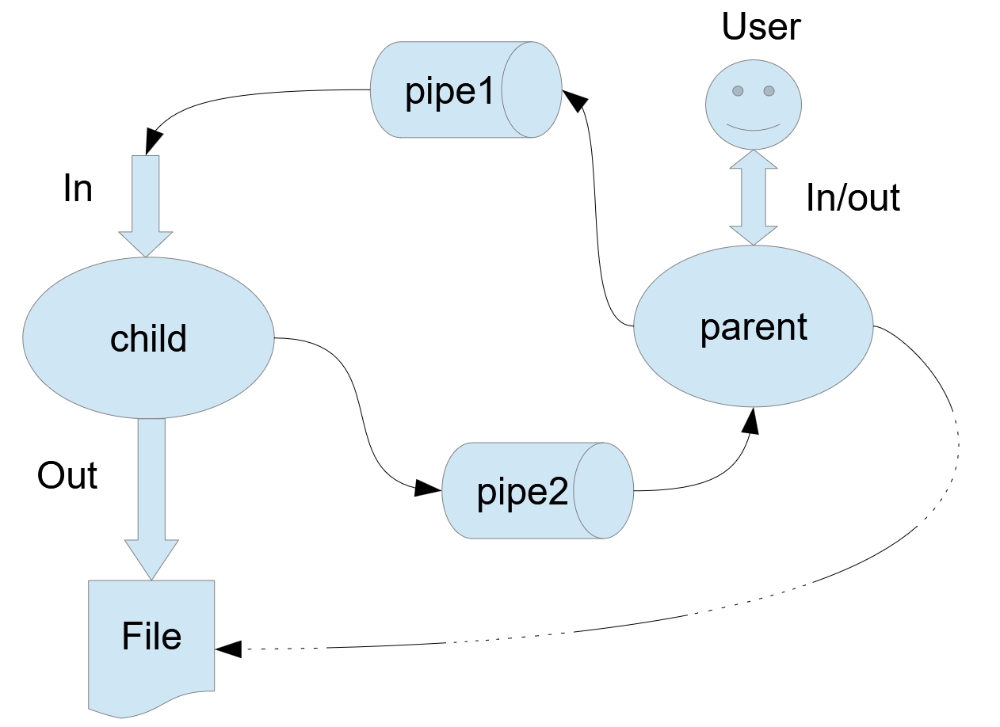 User
pipe1
In
In/out
child
parent
Out
pipe2
File